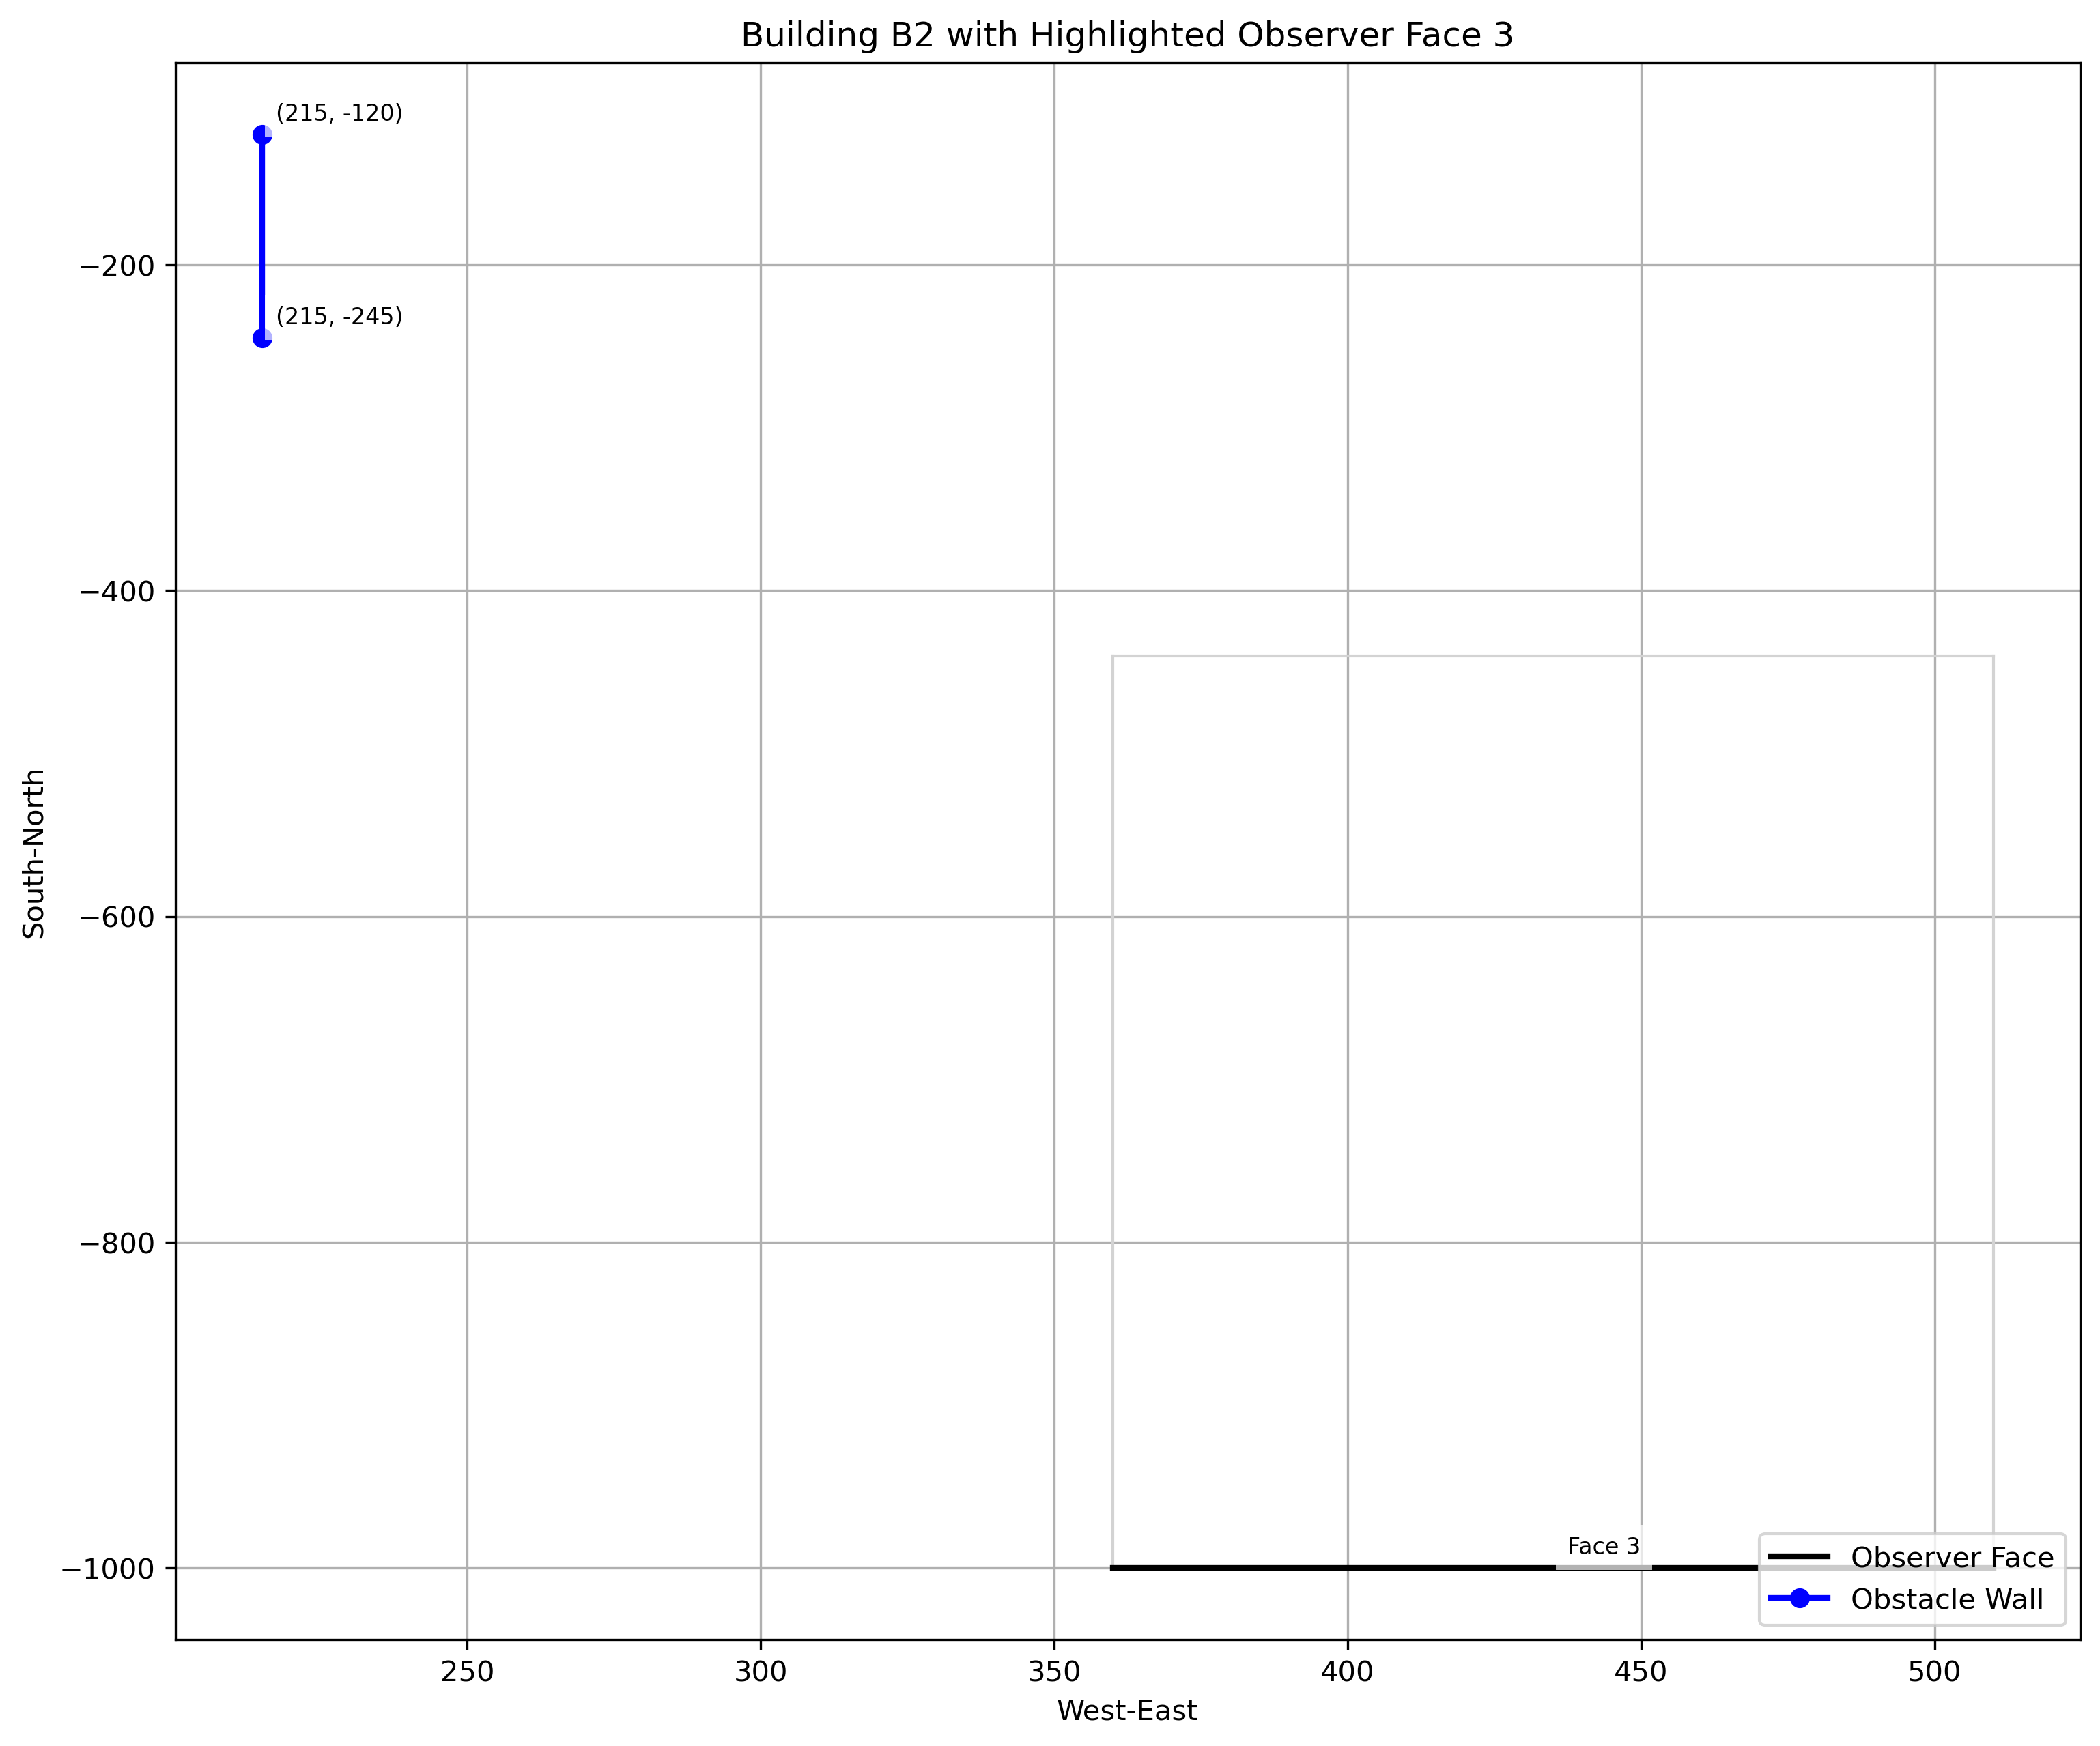 Building B2 with Highlighted Observer Face 3
(215, -120)
−200
(215, -245)
−400
−600
−800
−1000
South-North
Face 3
Observer Face
Obstacle Wall
250
300
350
400
450
500
West-East